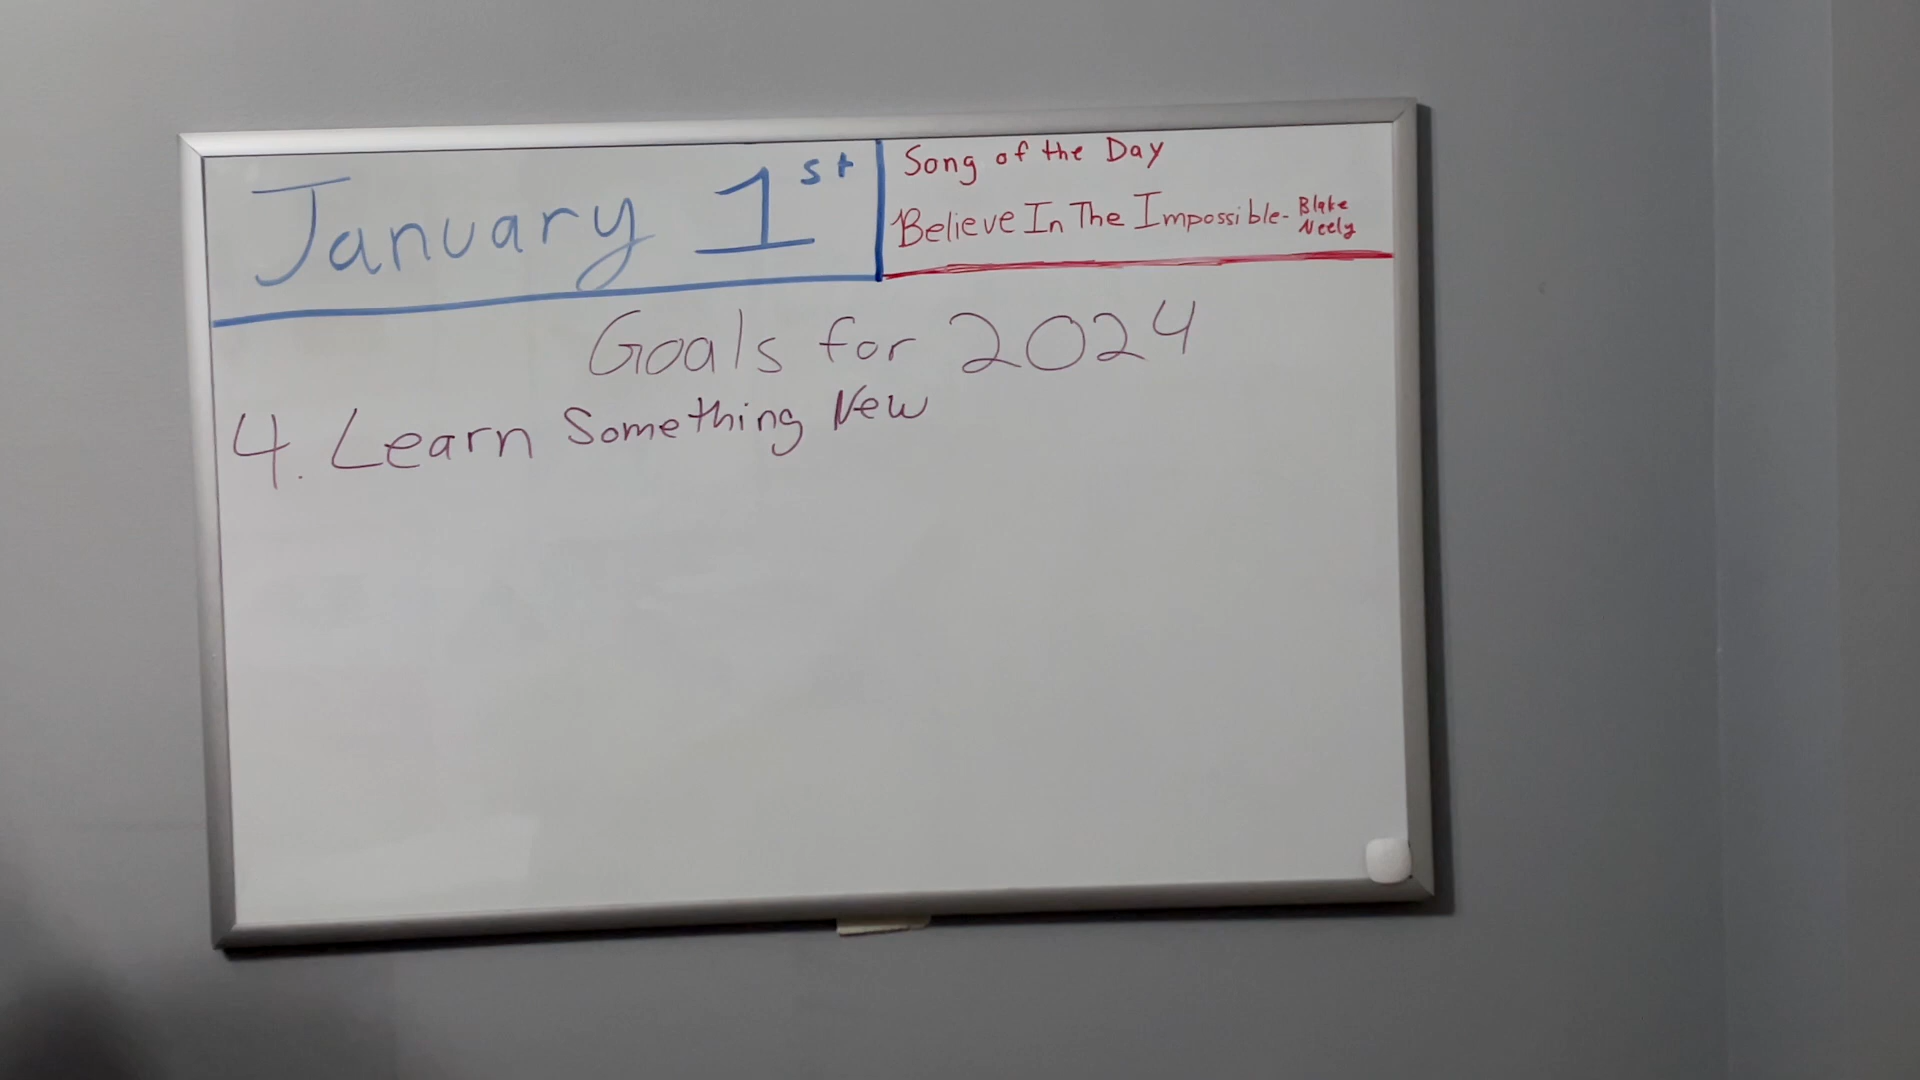 January 1st
Song of the Day
Believe In The Impossible- Blake Neely
Goals for 2024
4. Learn Something New